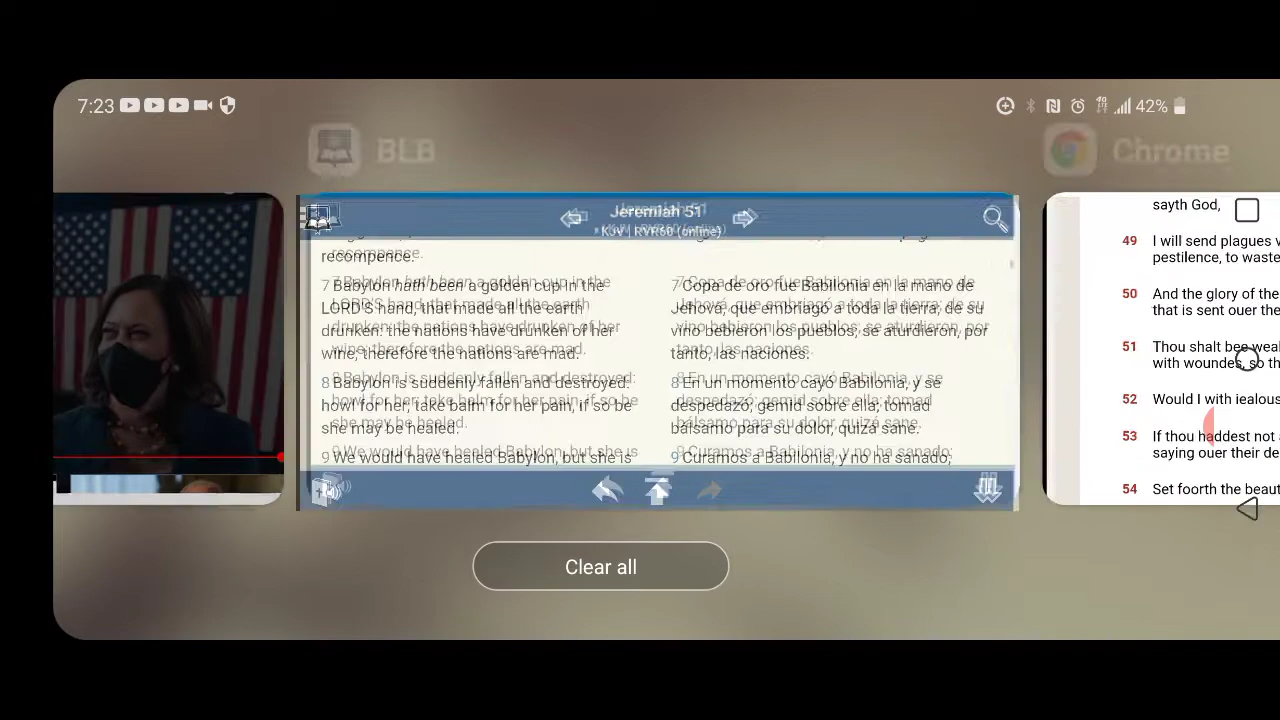 7:23
4G 42%
BLB
Chrome
Jeremiah 51
KJV | RVR60 (online)
recompence.
7 Babylon hath been a golden cup in the
LORD'S hand, that made all the earth
drunken: the nations have drunken of her
wine; therefore the nations are mad.
8 Babylon is suddenly fallen and destroyed:
howl for her; take balm for her pain, if so be
she may be healed.
9 We would have healed Babylon, but she is
7 Copa de oro fue Babilonia en la mano de
Jehová, que embriagó a toda la tierra; de su
vino bebieron los pueblos; se aturdieron, por
tanto, las naciones.
8 En un momento cayó Babilonia, y se
despedazó; gemid sobre ella; tomad
bálsamo para su dolor, quizá sane.
9 Curamos a Babilonia, y no ha sanado;
sayth God,
49 I will send plagues
pestilence, to waste
50 And the glory of the
that is sent ouer the
51 Thou shalt bee weak
with woundes, so th
52 Would I with iealous
53 If thou haddest not
saying ouer their de
54 Set foorth the beaut
Clear all